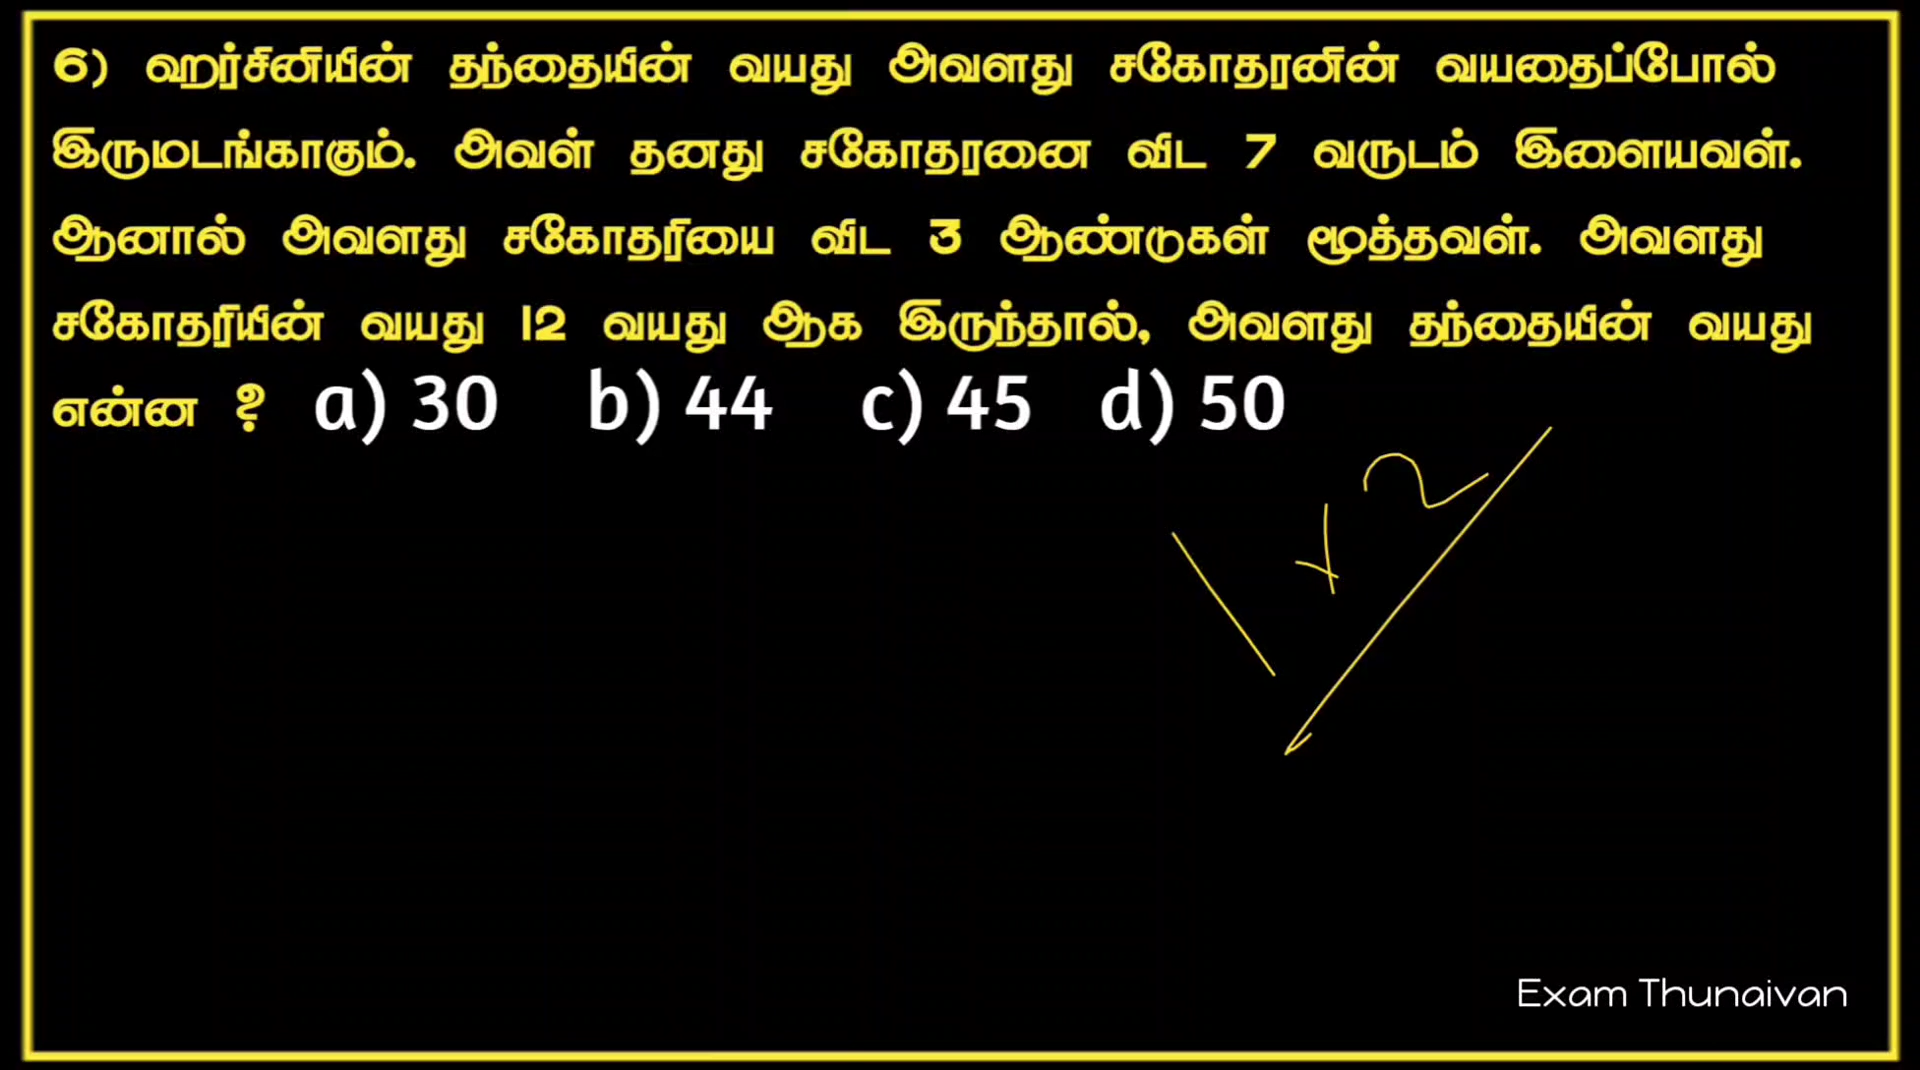 6) ஹர்சினியின் தந்தையின் வயது அவளது சகோதரனின் வயதைப்போல்
இருமடங்காகும். அவள் தனது சகோதரனை விட 7 வருடம் இளையவள்.
ஆனால் அவளது சகோதரியை விட 3 ஆண்டுகள் மூத்தவள். அவளது
சகோதரியின் வயது 12 வயது ஆக இருந்தால், அவளது தந்தையின் வயது
என்ன ? a) 30 b) 44 c) 45 d) 50
Exam Thunaivan